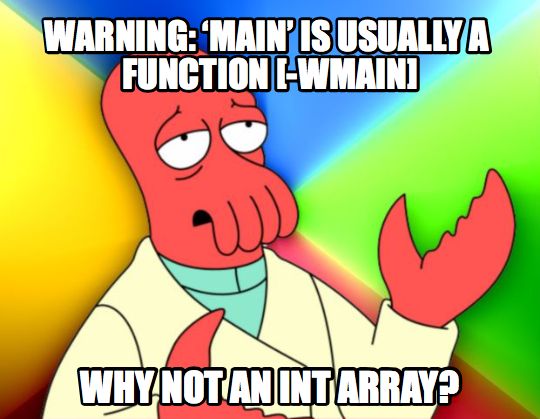 WARNING: ‘MAIN’ IS USUALLY A
FUNCTION [-WMAIN]
WHY NOT AN INT ARRAY?